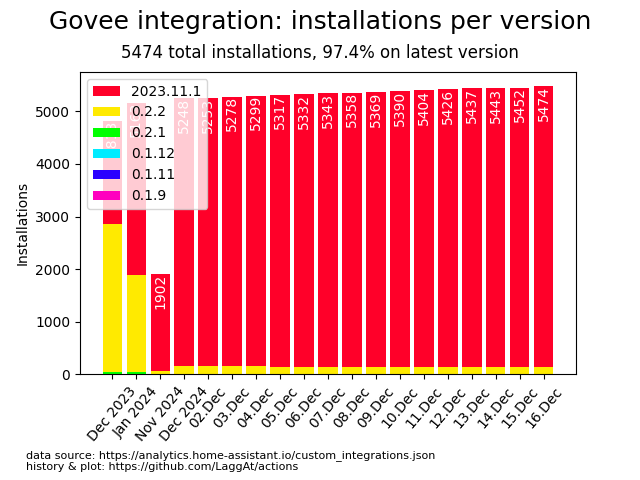 Govee integration: installations per version
5474 total installations, 97.4% on latest version
2023.11.1
0.2.2
0.2.1
0.1.12
0.1.11
0.1.9
Installations
5000
4000
3000
2000
1000
0
1902
5248
5253
5278
5299
5317
5332
5343
5358
5369
5390
5404
5426
5437
5443
5452
5474
Dec 2023
Jan 2024
Nov 2024
Dec 2024
02.Dec
03.Dec
04.Dec
05.Dec
06.Dec
07.Dec
08.Dec
09.Dec
10.Dec
11.Dec
12.Dec
13.Dec
14.Dec
15.Dec
16.Dec
data source: https://analytics.home-assistant.io/custom_integrations.json
history & plot: https://github.com/LaggAt/actions